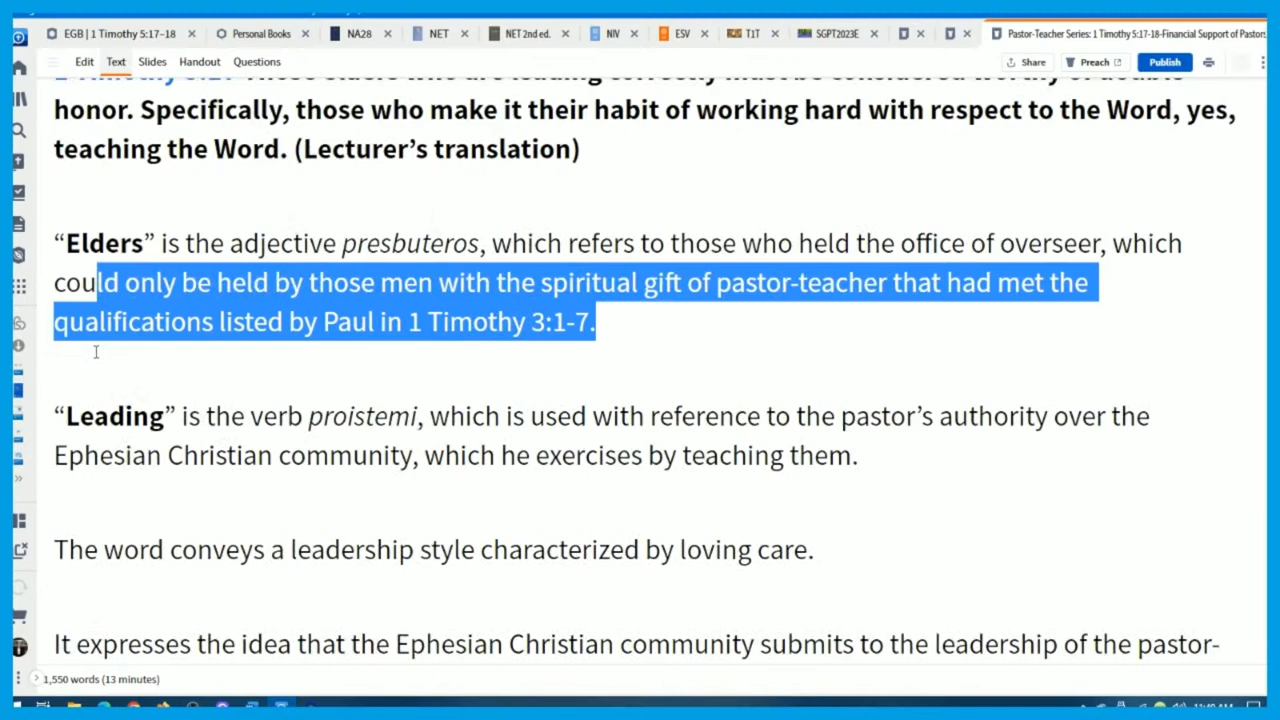 EGB | 1 Timothy 5:17–18
Personal Books
NA28
NET
NET 2nd ed.
NIV
ESV
T1T
SGPT2023E
Pastor-Teacher Series: 1 Timothy 5:17-18-Financial Support of Pastors
Edit Text Slides Handout Questions
Share Preach Publish
honor. Specifically, those who make it their habit of working hard with respect to the Word, yes,
teaching the Word. (Lecturer’s translation)
“Elders” is the adjective presbuteros, which refers to those who held the office of overseer, which
could only be held by those men with the spiritual gift of pastor-teacher that had met the
qualifications listed by Paul in 1 Timothy 3:1-7.
“Leading” is the verb proistemi, which is used with reference to the pastor’s authority over the
Ephesian Christian community, which he exercises by teaching them.
The word conveys a leadership style characterized by loving care.
It expresses the idea that the Ephesian Christian community submits to the leadership of the pastor-
1,550 words (13 minutes)